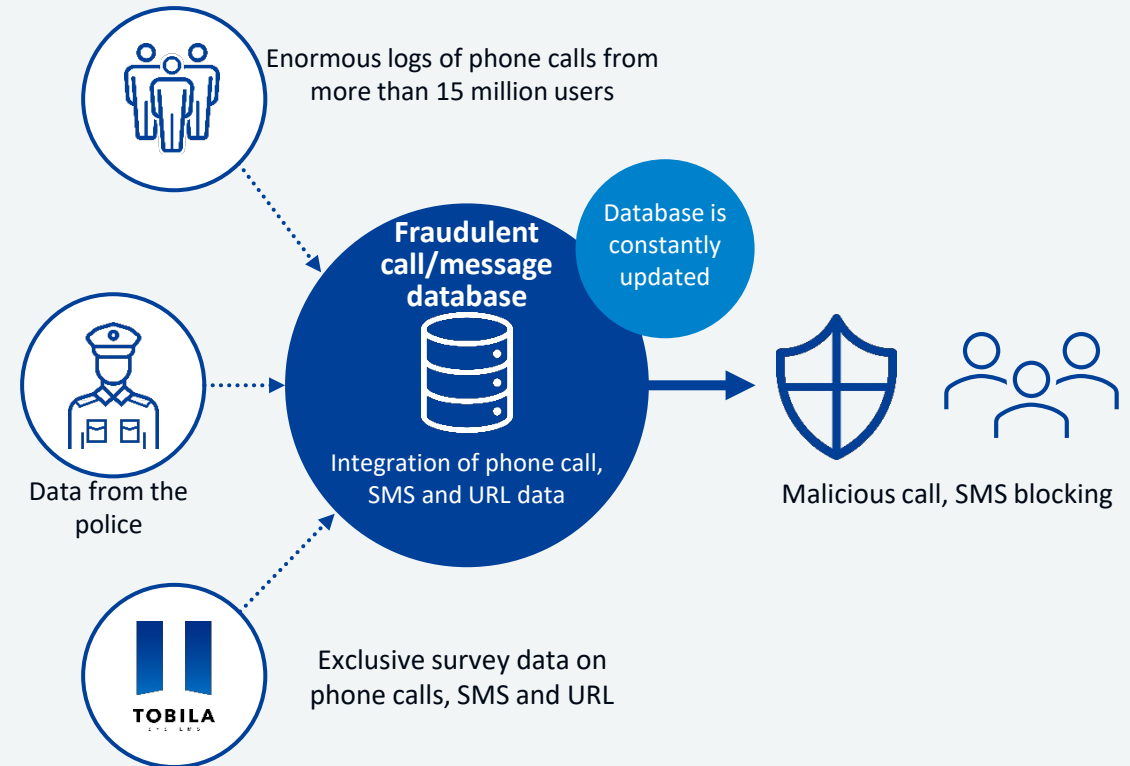 Enormous logs of phone calls from
more than 15 million users
Database is
constantly
updated
Fraudulent
call/message
database
Integration of phone call,
SMS and URL data
Data from the
police
Malicious call, SMS blocking
TOBILA
Exclusive survey data on
phone calls, SMS and URL